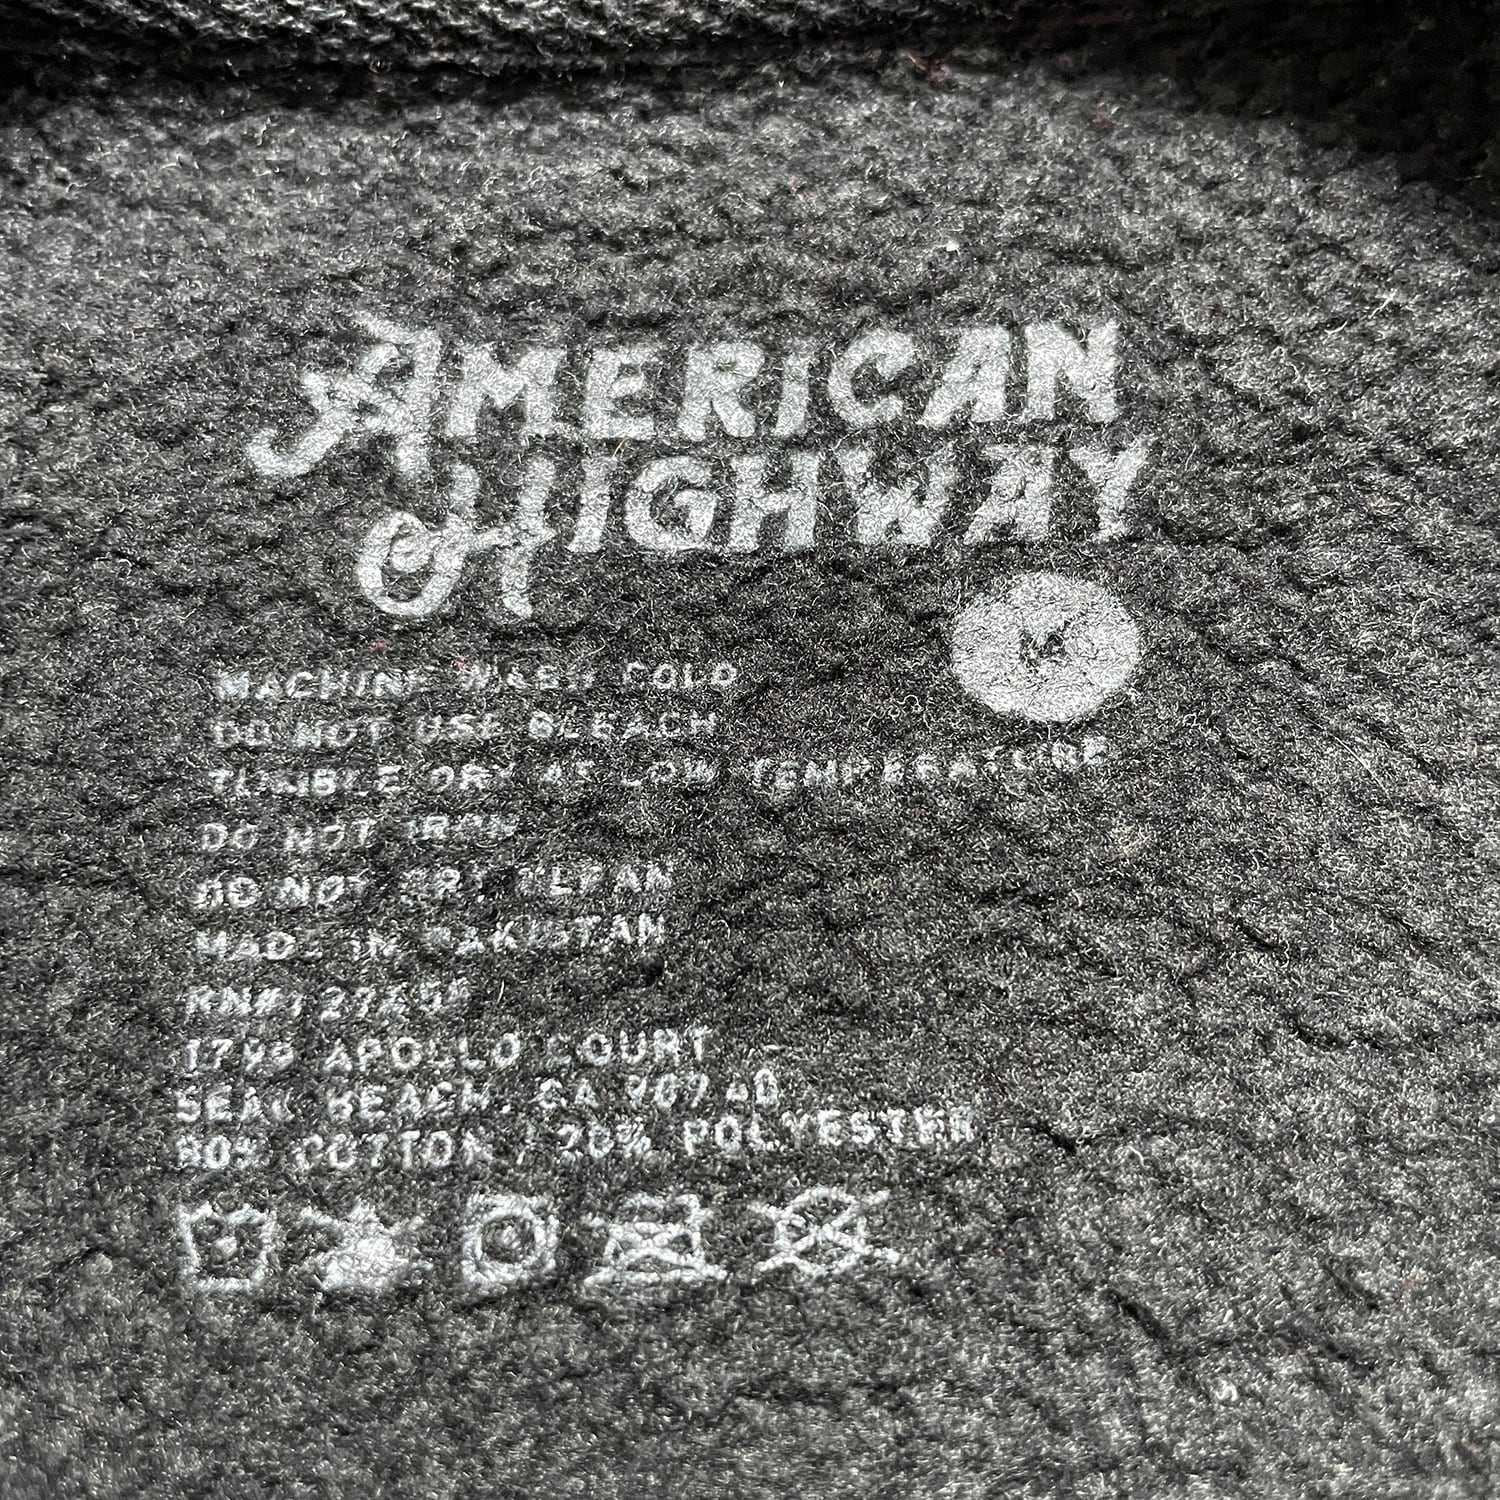 AMERICAN
HIGHWAY
MACHINE WASH COLD
DO NOT USE BLEACH
TUMBLE DRY AT LOW TEMPERATURE
DO NOT IRON
DO NOT DRY CLEAN
MADE IN PAKISTAN
RN#:
APOLLO COURT
SEAL BEACH, CA 90740
80% COTTON / 20% POLYESTER